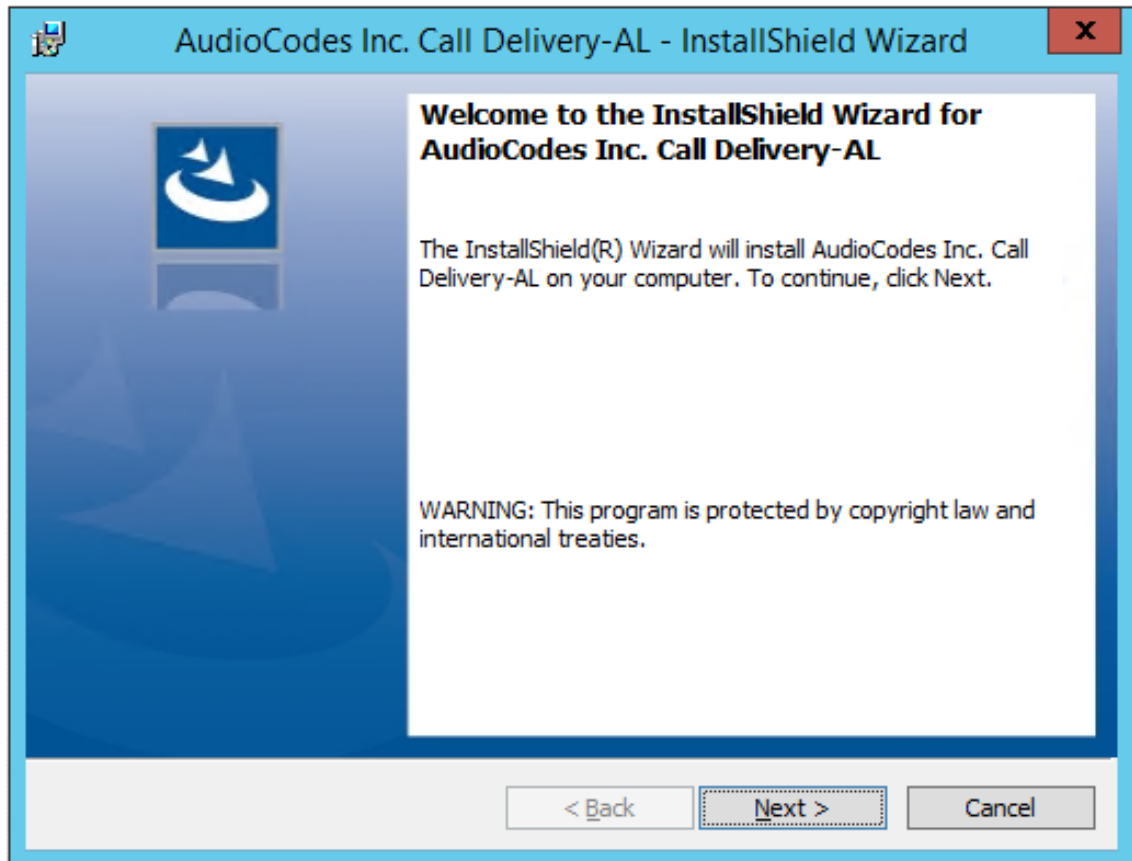 AudioCodes Inc. Call Delivery-AL - InstallShield Wizard
x
Welcome to the InstallShield Wizard for
AudioCodes Inc. Call Delivery-AL
The InstallShield(R) Wizard will install AudioCodes Inc. Call
Delivery-AL on your computer. To continue, click Next.
WARNING: This program is protected by copyright law and
international treaties.
< Back
Next >
Cancel